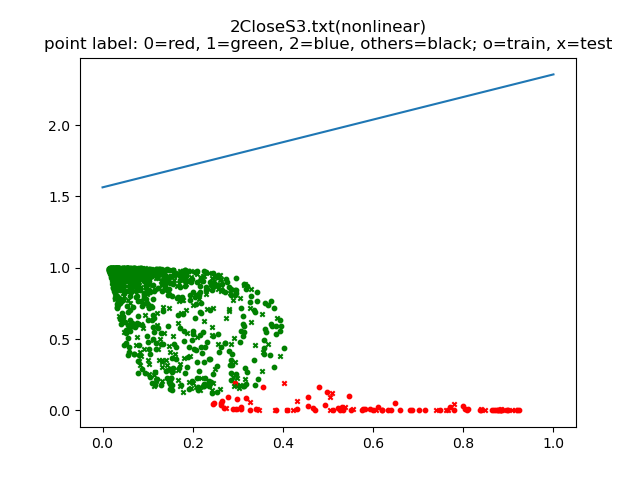 2CloseS3.txt(nonlinear)
point label: 0=red, 1=green, 2=blue, others=black; o=train, x=test
2.0
1.5
1.0
0.5
0.0
0.0 0.2 0.4 0.6 0.8 1.0